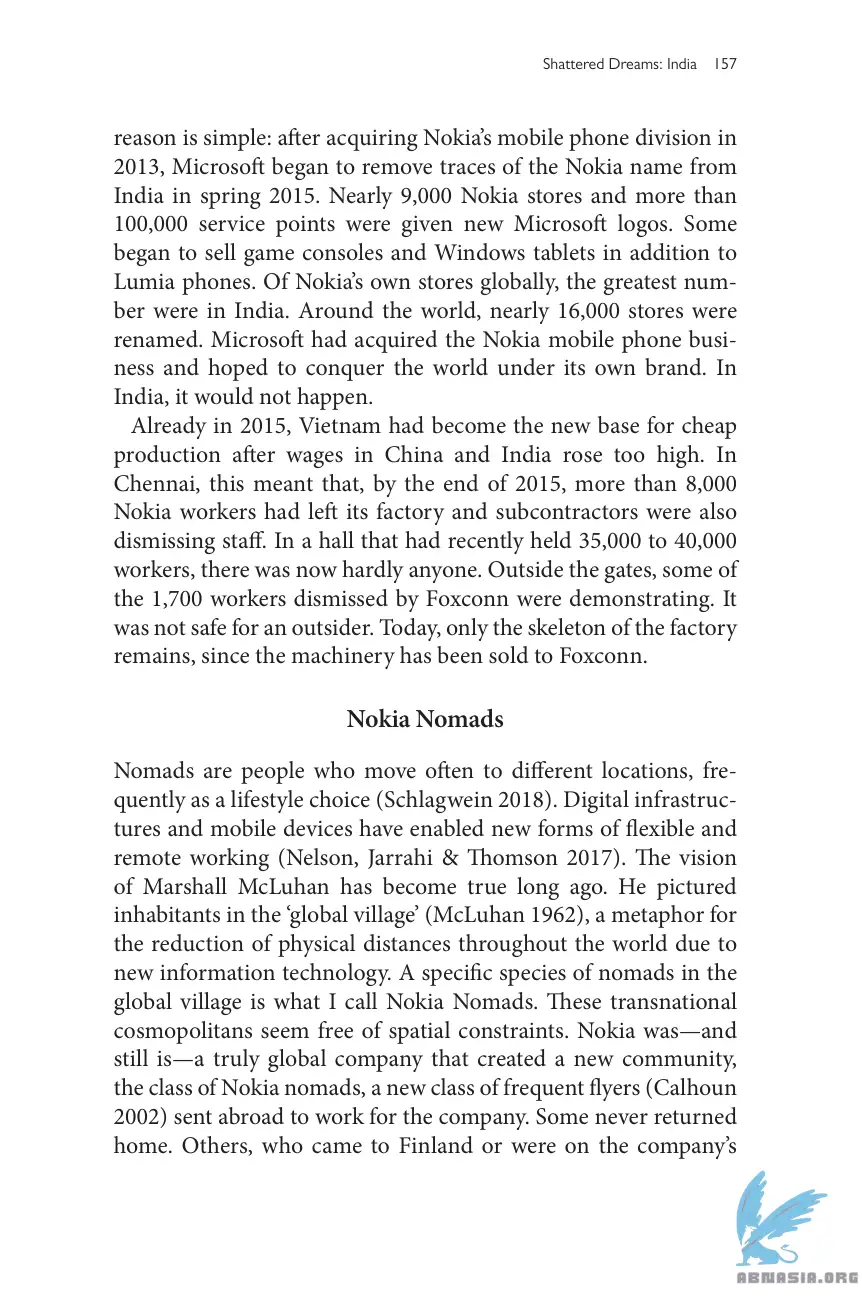 Shattered Dreams: India 157
reason is simple: after acquiring Nokia’s mobile phone division in
2013, Microsoft began to remove traces of the Nokia name from
India in spring 2015. Nearly 9,000 Nokia stores and more than
100,000 service points were given new Microsoft logos. Some
began to sell game consoles and Windows tablets in addition to
Lumia phones. Of Nokia’s own stores globally, the greatest num-
ber were in India. Around the world, nearly 16,000 stores were
renamed. Microsoft had acquired the Nokia mobile phone busi-
ness and hoped to conquer the world under its own brand. In
India, it would not happen.
Already in 2015, Vietnam had become the new base for cheap
production after wages in China and India rose too high. In
Chennai, this meant that, by the end of 2015, more than 8,000
Nokia workers had left its factory and subcontractors were also
dismissing staff. In a hall that had recently held 35,000 to 40,000
workers, there was now hardly anyone. Outside the gates, some of
the 1,700 workers dismissed by Foxconn were demonstrating. It
was not safe for an outsider. Today, only the skeleton of the factory
remains, since the machinery has been sold to Foxconn.
Nokia Nomads
Nomads are people who move often to different locations, fre-
quently as a lifestyle choice (Schlagwein 2018). Digital infrastruc-
tures and mobile devices have enabled new forms of flexible and
remote working (Nelson, Jarrahi & Thomson 2017). The vision
of Marshall McLuhan has become true long ago. He pictured
inhabitants in the ‘global village’ (McLuhan 1962), a metaphor for
the reduction of physical distances throughout the world due to
new information technology. A specific species of nomads in the
global village is what I call Nokia Nomads. These transnational
cosmopolitans seem free of spatial constraints. Nokia was—and
still is—a truly global company that created a new community,
the class of Nokia nomads, a new class of frequent flyers (Calhoun
2002) sent abroad to work for the company. Some never returned
home. Others, who came to Finland or were on the company’s
ABNASIA.ORG